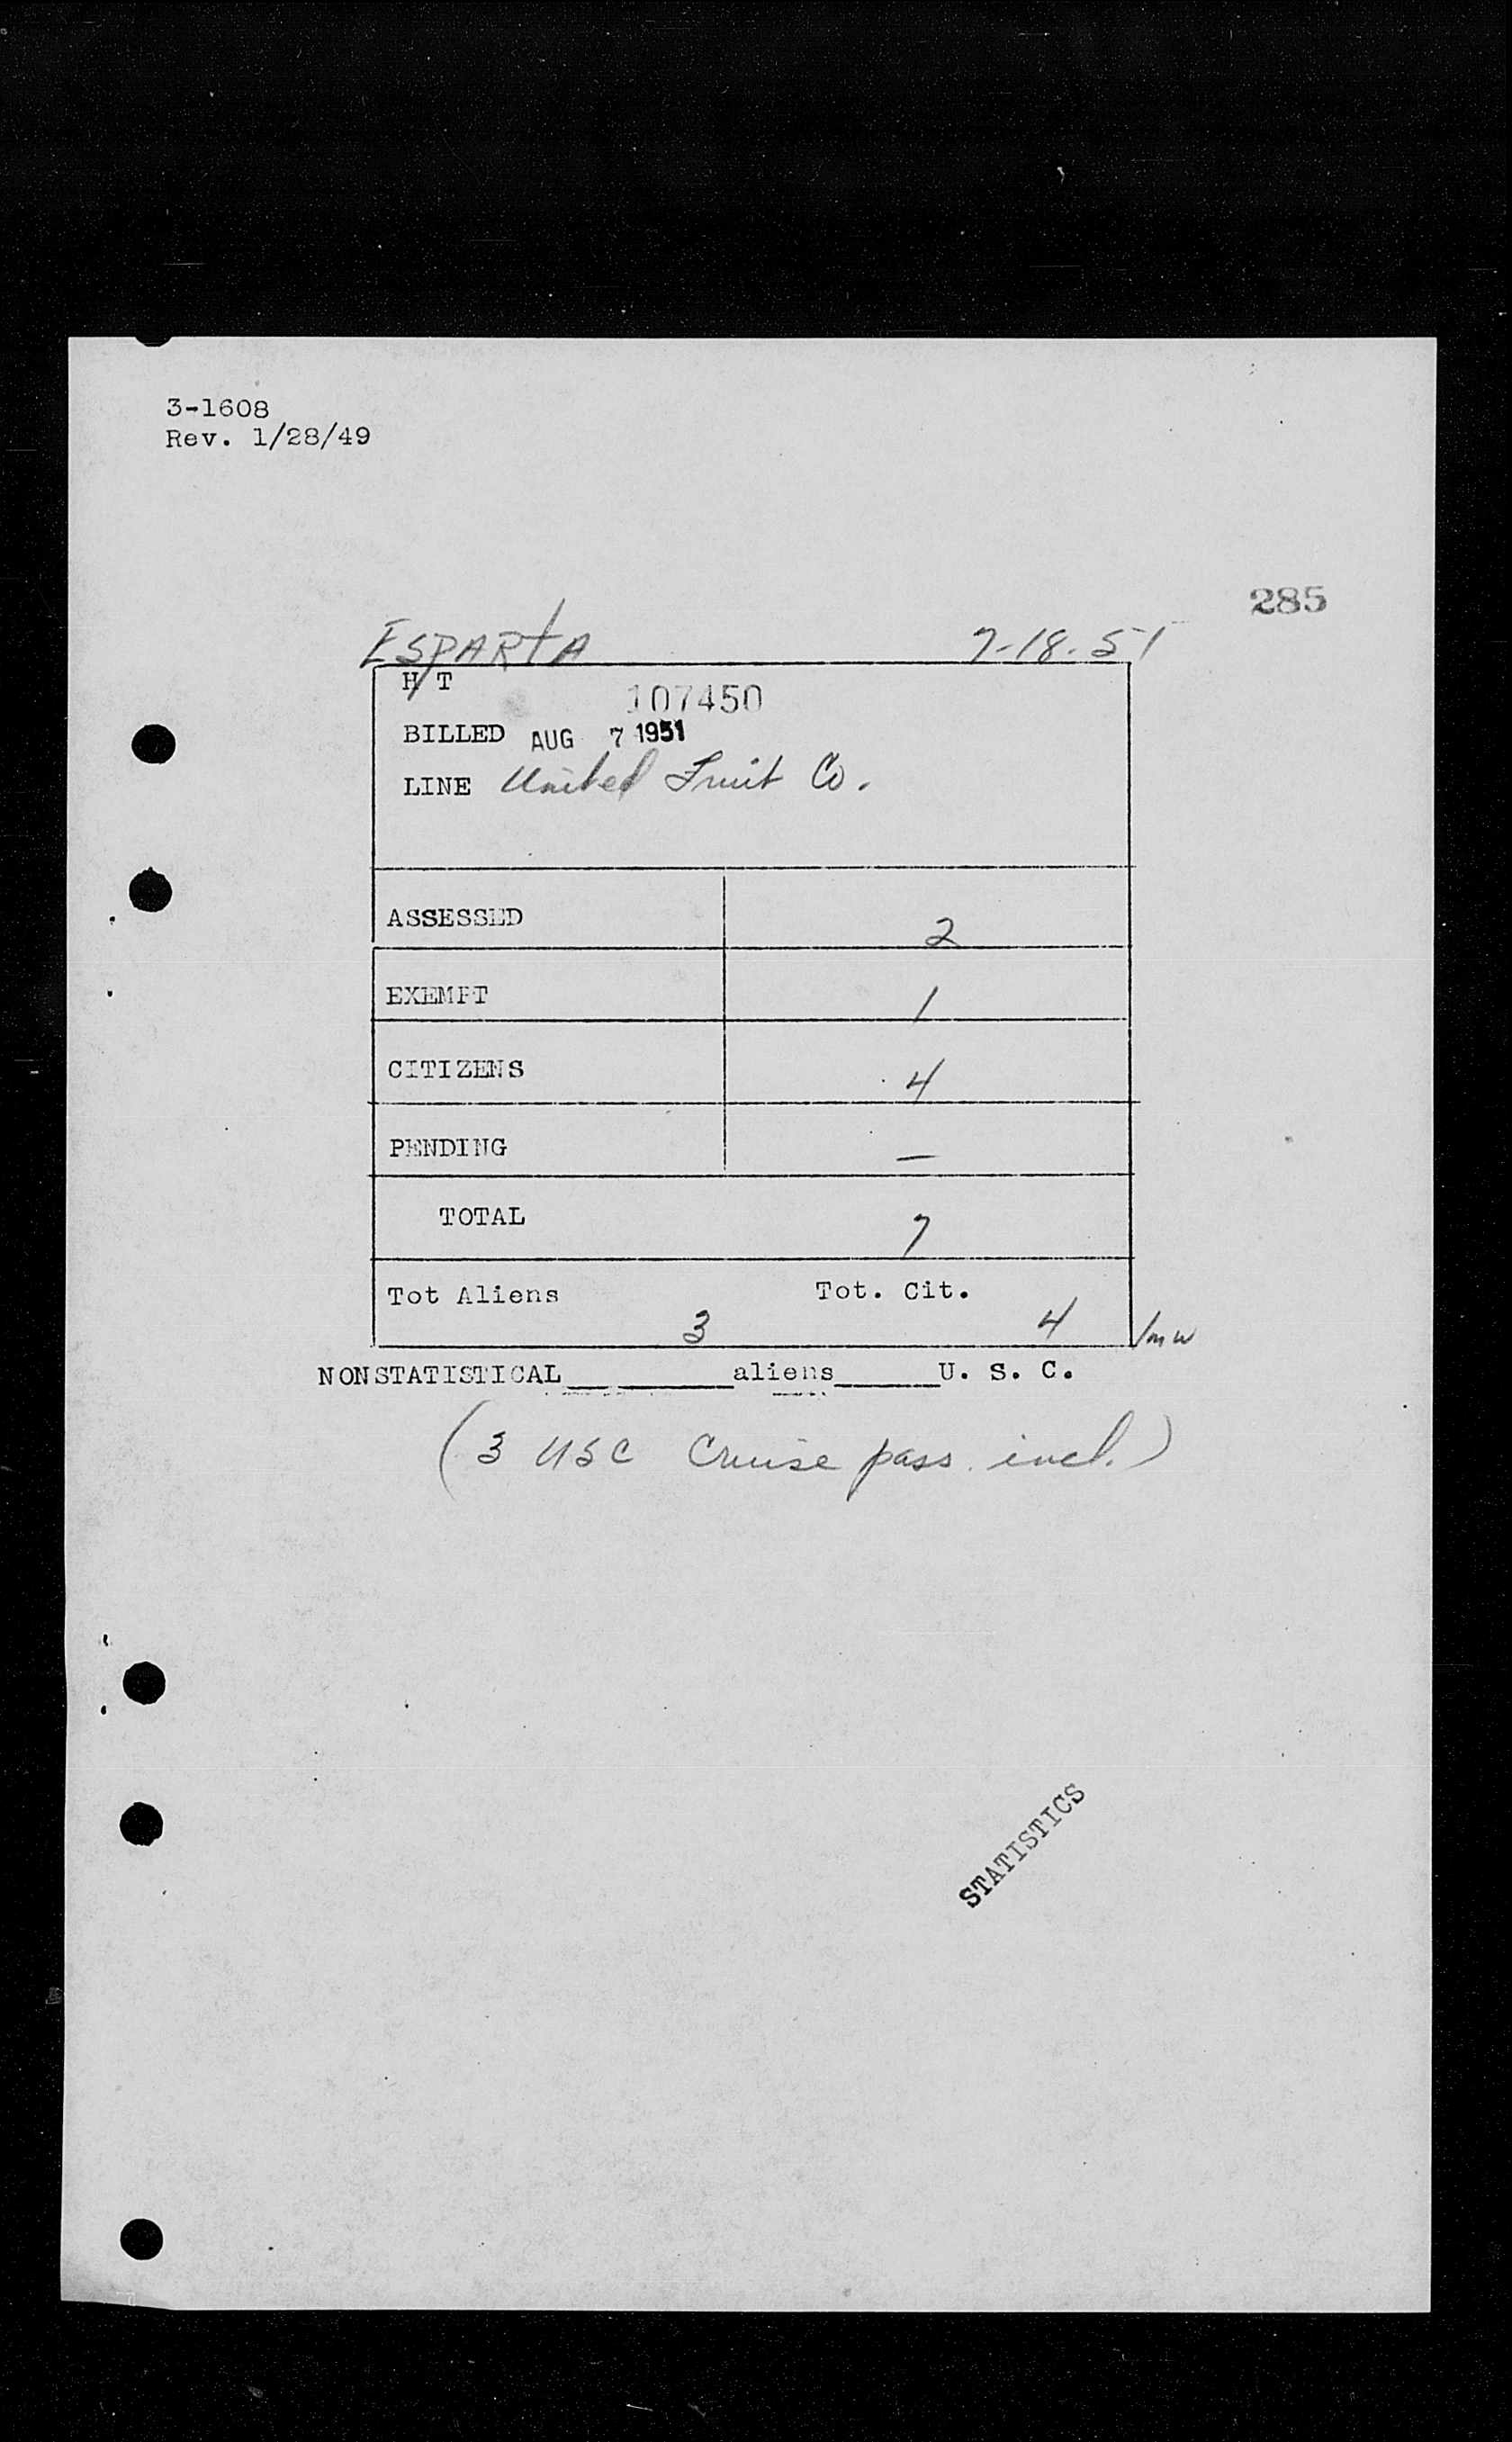 3-1608
Rev. 1/28/49
285
ESPARTA 7-18-51
H T 107450
BILLED AUG 7 1951
LINE United Fruit Co.
ASSESSED 2
EXEMPT 1
CITIZENS 4
PENDING —
TOTAL 7
Tot Aliens 3 Tot. Cit. 4 /mw
NONSTATISTICAL______aliens_____U. S. C.
(3 USC Cruise pass. incl.)
STATISTICS